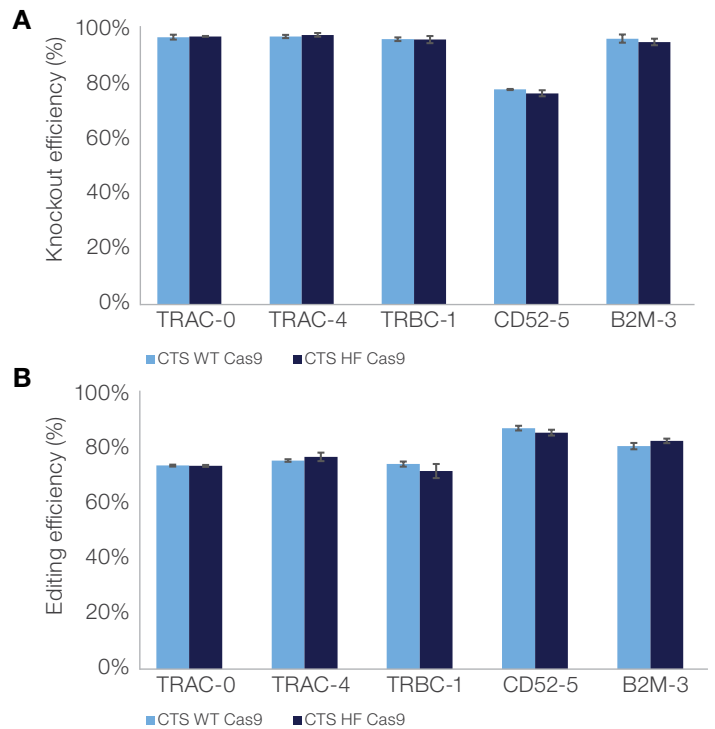 A
Knockout efficiency (%)
100%
80%
60%
40%
20%
0%
TRAC-0 TRAC-4 TRBC-1 CD52-5 B2M-3
CTS WT Cas9 CTS HF Cas9
B
Editing efficiency (%)
100%
80%
60%
40%
20%
0%
TRAC-0 TRAC-4 TRBC-1 CD52-5 B2M-3
CTS WT Cas9 CTS HF Cas9